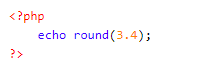 <?php
    echo round(3.4);
?>